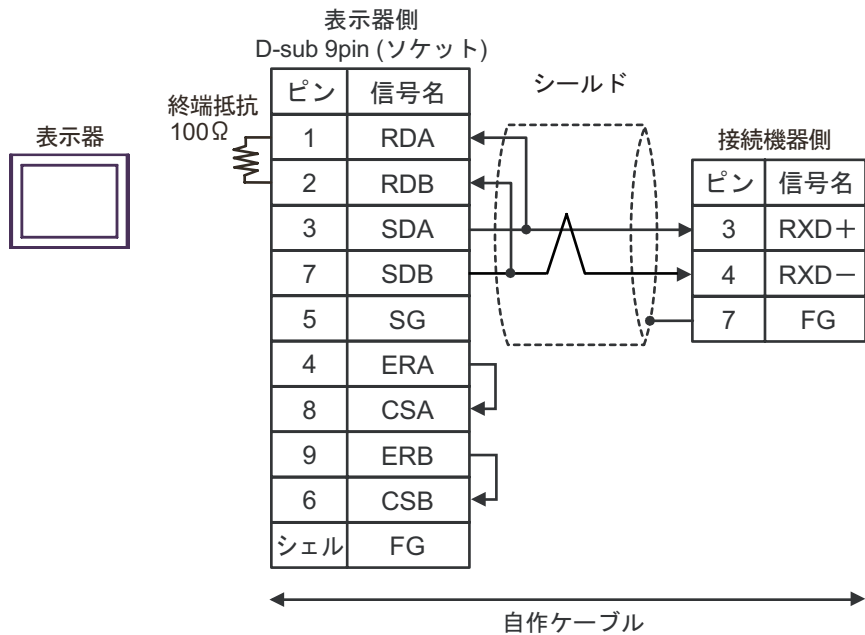 表示器側
D-sub 9pin (ソケット)
シールド
終端抵抗
100Ω
表示器
接続機器側
ピン 信号名
1 RDA
2 RDB
3 SDA
7 SDB
5 SG
4 ERA
8 CSA
9 ERB
6 CSB
シェル FG
ピン 信号名
3 RXD＋
4 RXD－
7 FG
自作ケーブル